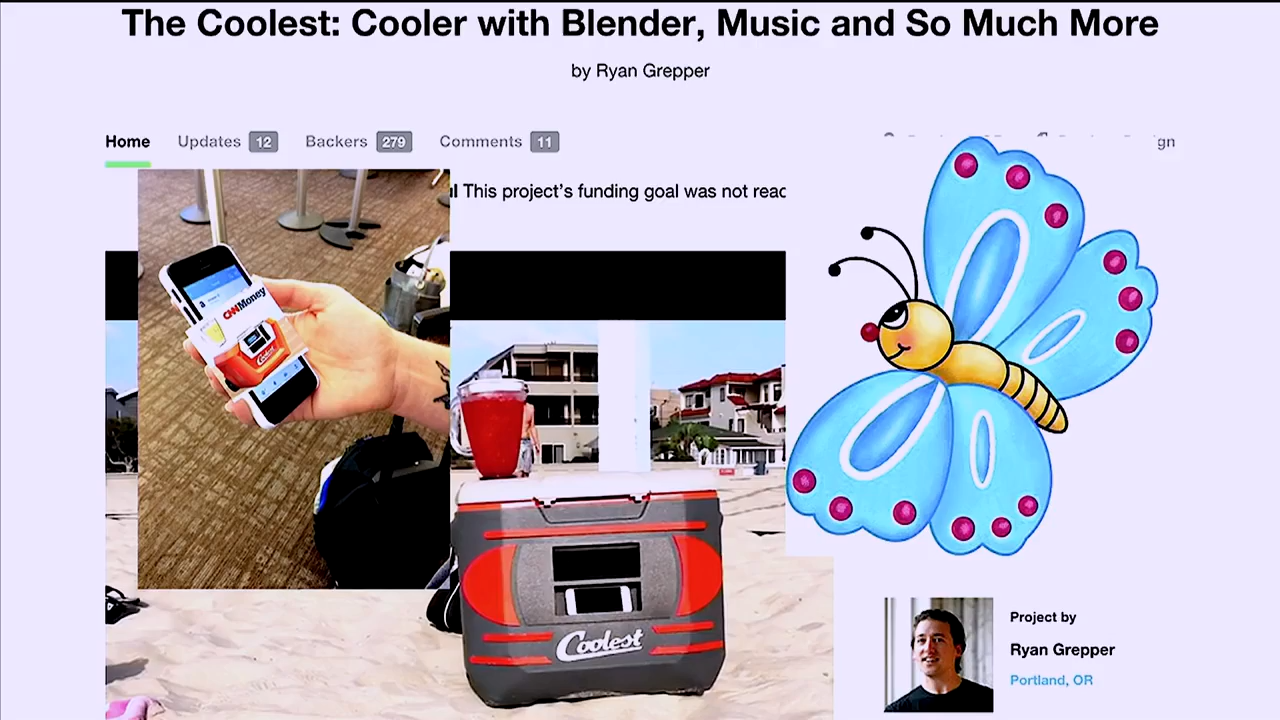 The Coolest: Cooler with Blender, Music and So Much More
by Ryan Grepper
Home Updates 12 Backers 279 Comments 11
gn
This project's funding goal was not reac
CNNMoney
Coolest
Coolest
Project by
Ryan Grepper
Portland, OR